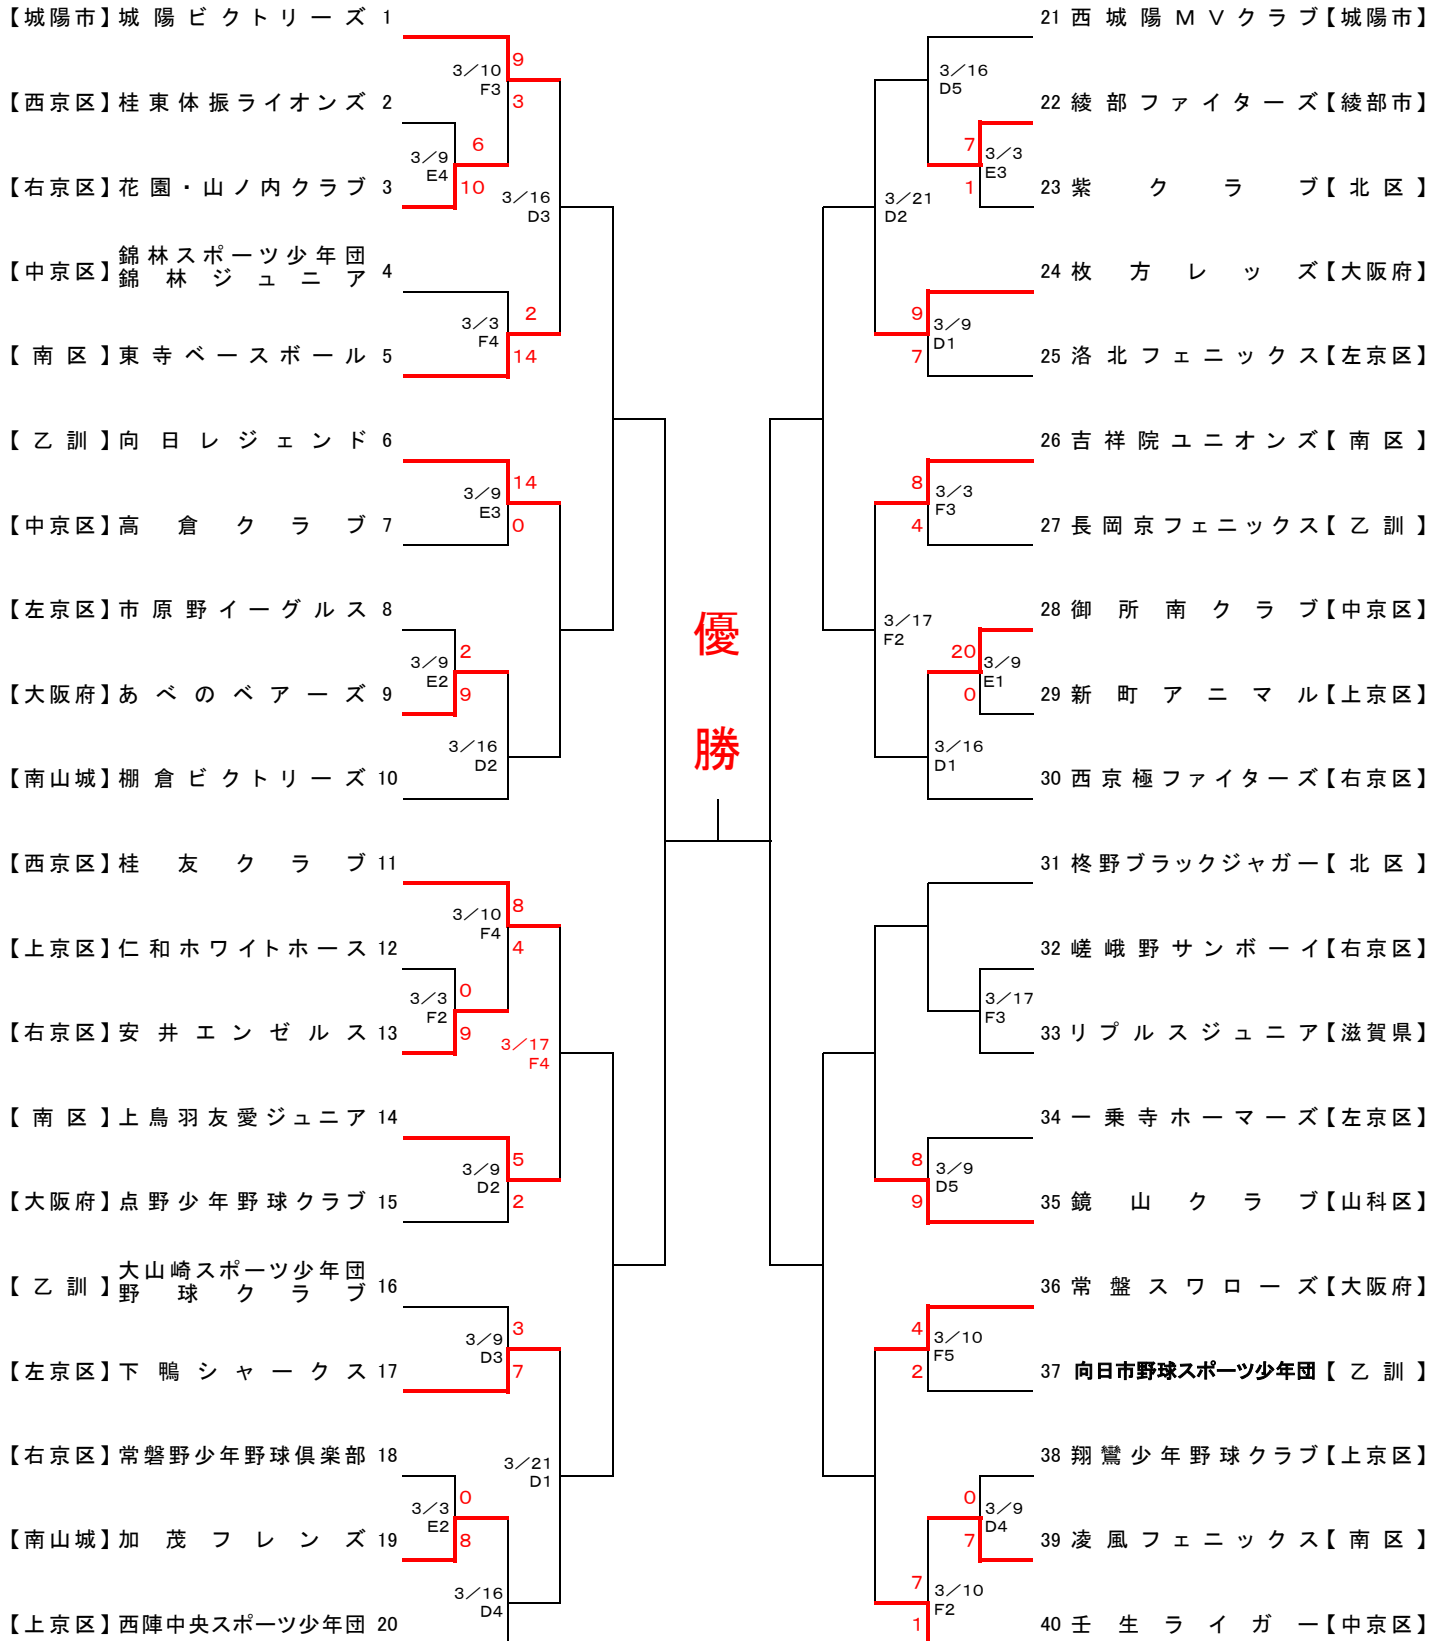 【城陽市】城陽ビクトリーズ 1
3／10
F3
9
3
【西京区】桂東体振ライオンズ 2
3／9
E4
6
10
【右京区】花園・山ノ内クラブ 3
3／16
D3
【中京区】錦林スポーツ少年団
錦林ジュニア 4
3／3
F4
2
14
【南区】東寺ベースボール 5
【乙訓】向日レジェンド 6
3／9
E3
14
0
【中京区】高倉クラブ 7
【左京区】市原野イーグルス 8
3／9
E2
2
9
【大阪府】あべのベアーズ 9
3／16
D2
【南山城】棚倉ビクトリーズ 10
【西京区】桂友クラブ 11
3／10
F4
8
4
【上京区】仁和ホワイトホース 12
3／3
F2
0
9
【右京区】安井エンゼルス 13
3／17
F4
【南区】上鳥羽友愛ジュニア 14
3／9
D2
5
2
【大阪府】点野少年野球クラブ 15
【乙訓】大山崎スポーツ少年団
野球クラブ 16
3／9
D3
3
7
【左京区】下鴨シャークス 17
【右京区】常磐野少年野球倶楽部 18
3／21
D1
3／3
E2
0
8
【南山城】加茂フレンズ 19
3／16
D4
【上京区】西陣中央スポーツ少年団 20
優
勝
21 西城陽MVクラブ【城陽市】
3／16
D5
22 綾部ファイターズ【綾部市】
7
1
3／3
E3
23 紫クラブ【北区】
3／21
D2
24 枚方レッズ【大阪府】
9
7
3／9
D1
25 洛北フェニックス【左京区】
26 吉祥院ユニオンズ【南区】
8
4
3／3
F3
27 長岡京フェニックス【乙訓】
28 御所南クラブ【中京区】
3／17
F2
20
0
3／9
E1
29 新町アニマル【上京区】
3／16
D1
30 西京極ファイターズ【右京区】
31 柊野ブラックジャガー【北区】
32 嵯峨野サンボーイ【右京区】
3／17
F3
33 リプルスジュニア【滋賀県】
34 一乗寺ホーマーズ【左京区】
8
9
3／9
D5
35 鏡山クラブ【山科区】
36 常盤スワローズ【大阪府】
4
2
3／10
F5
37 向日市野球スポーツ少年団【乙訓】
38 翔鸞少年野球クラブ【上京区】
0
7
3／9
D4
39 凌風フェニックス【南区】
7
1
3／10
F2
40 壬生ライガー【中京区】